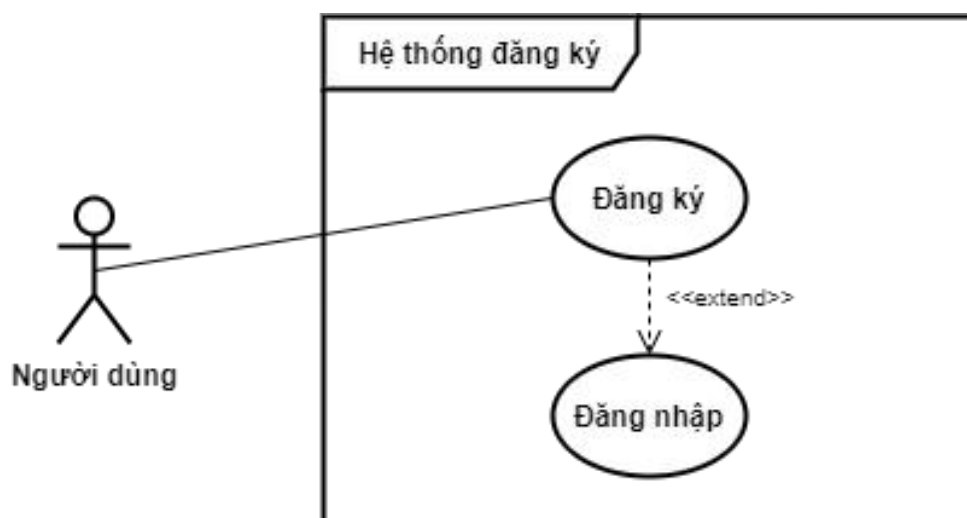 Hệ thống đăng ký
Đăng ký
<<extend>>
Người dùng
Đăng nhập